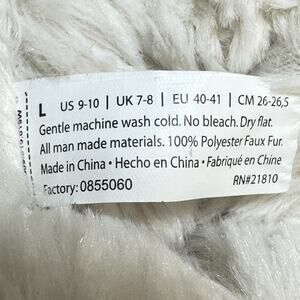 L US 9-10 | UK 7-8 | EU 40-41 | CM 26-26,5
Gentle machine wash cold. No bleach. Dry flat.
All man made materials. 100% Polyester Faux Fur.
Made in China • Hecho en China • Fabriqué en Chine
Factory: 0855060
RN#21810